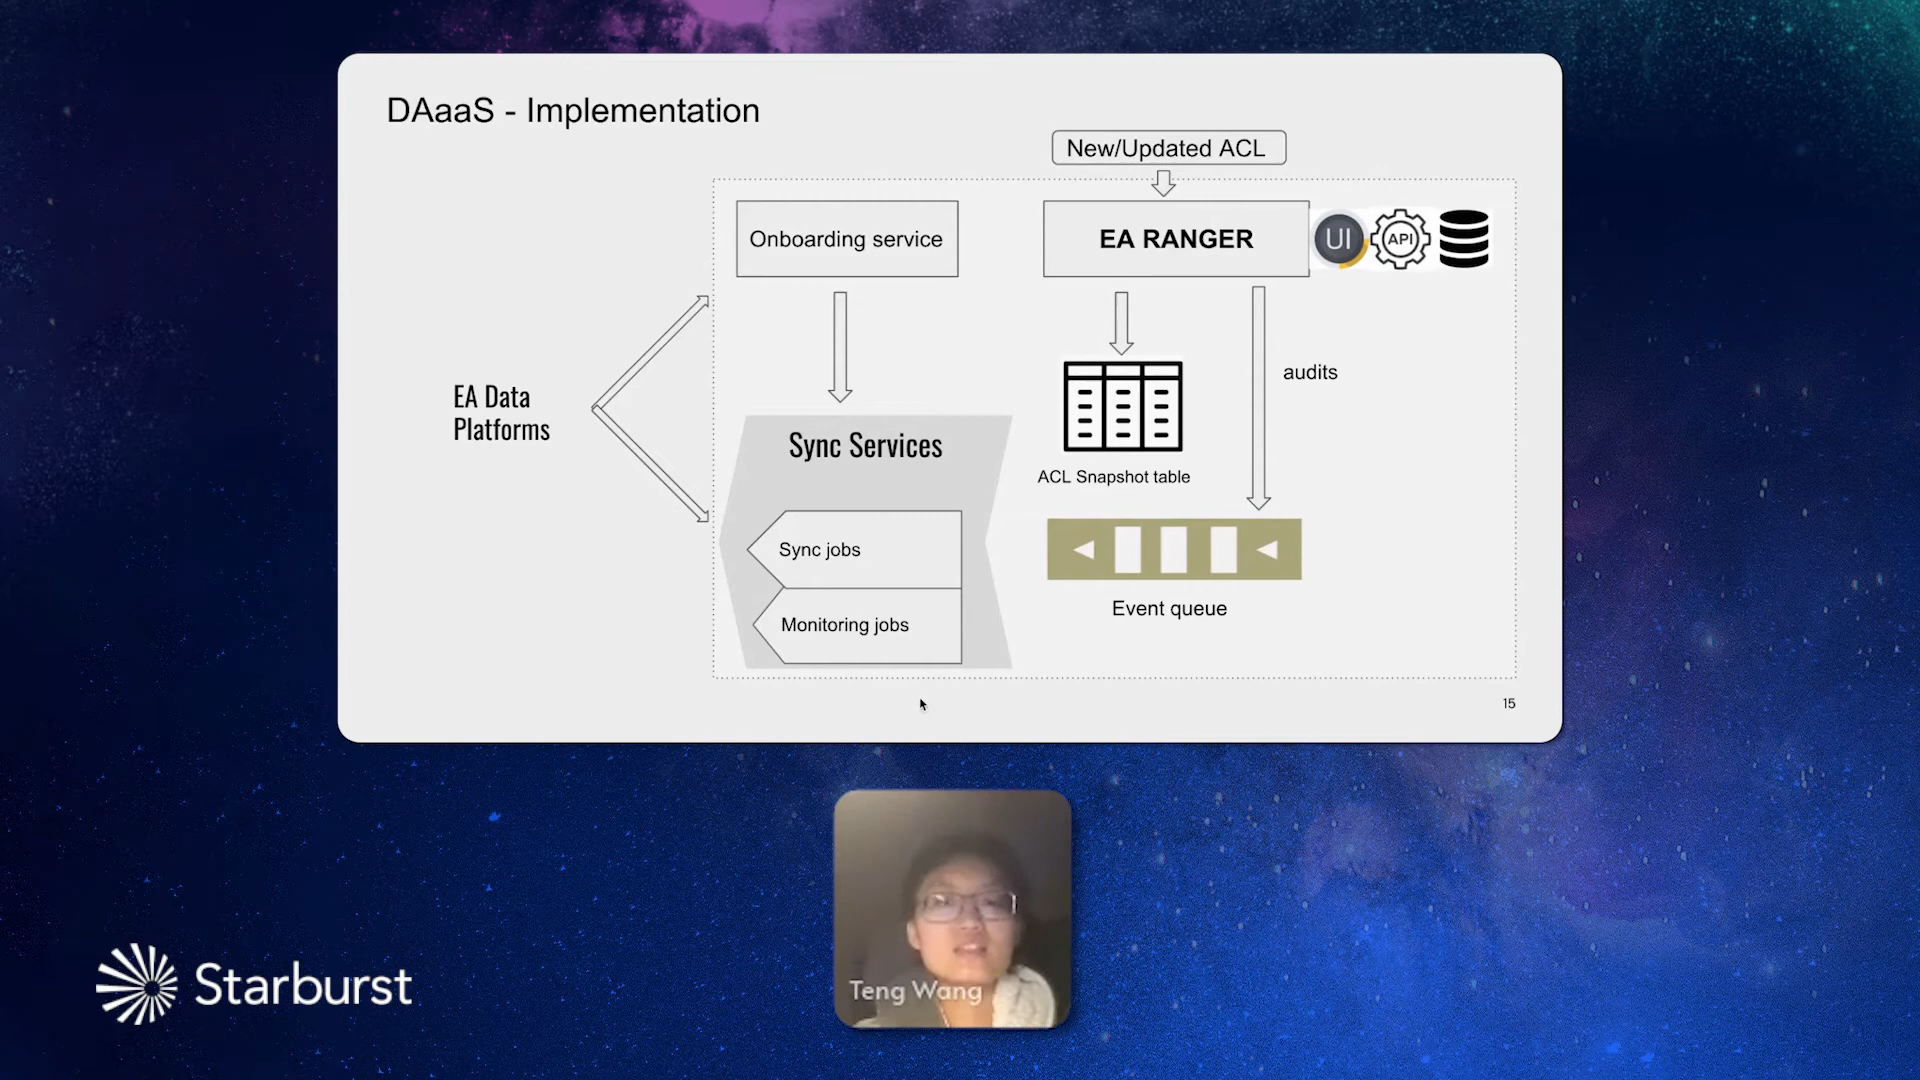 DAaaS - Implementation
New/Updated ACL
Onboarding service
EA RANGER
UI
API
audits
EA Data
Platforms
Sync Services
ACL Snapshot table
Sync jobs
Monitoring jobs
Event queue
15
Teng Wang
Starburst